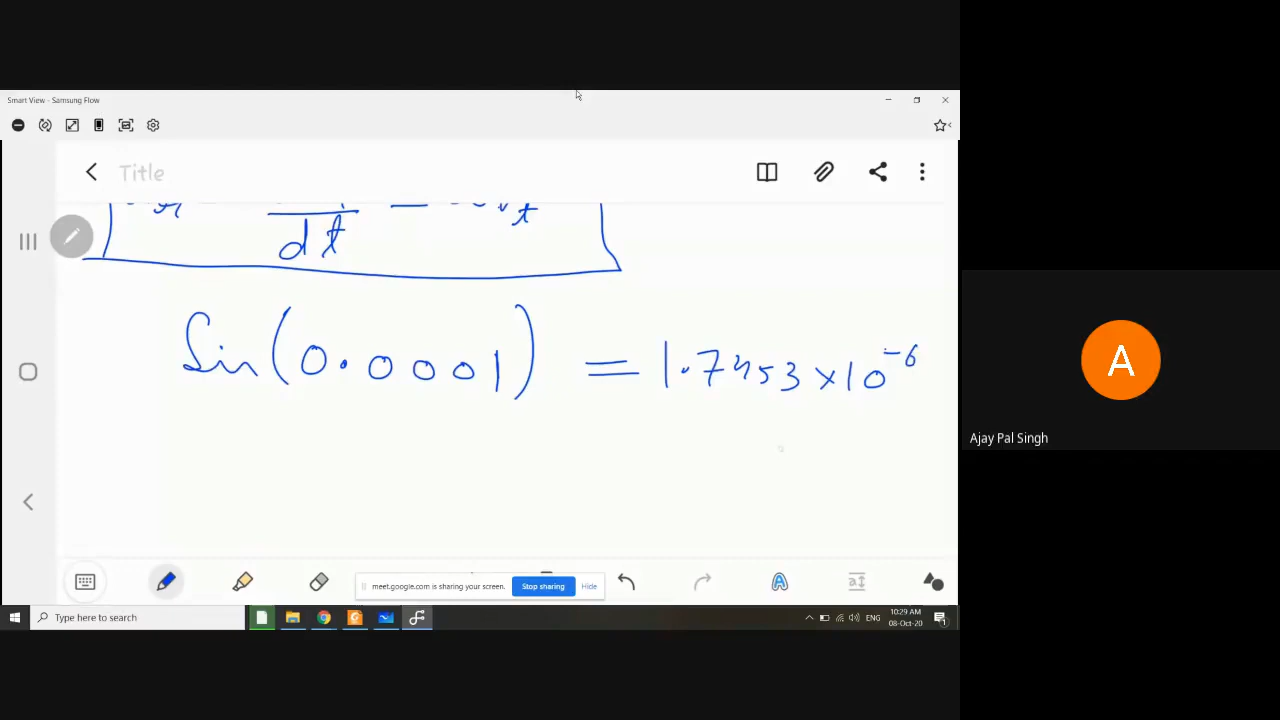 Smart View - Samsung Flow
Title
dt
Sin(0.0001) = 1.7453 × 10⁻⁶
A
Ajay Pal Singh
meet.google.com is sharing your screen. Stop sharing Hide
Type here to search
ENG
10:29 AM
08-Oct-20